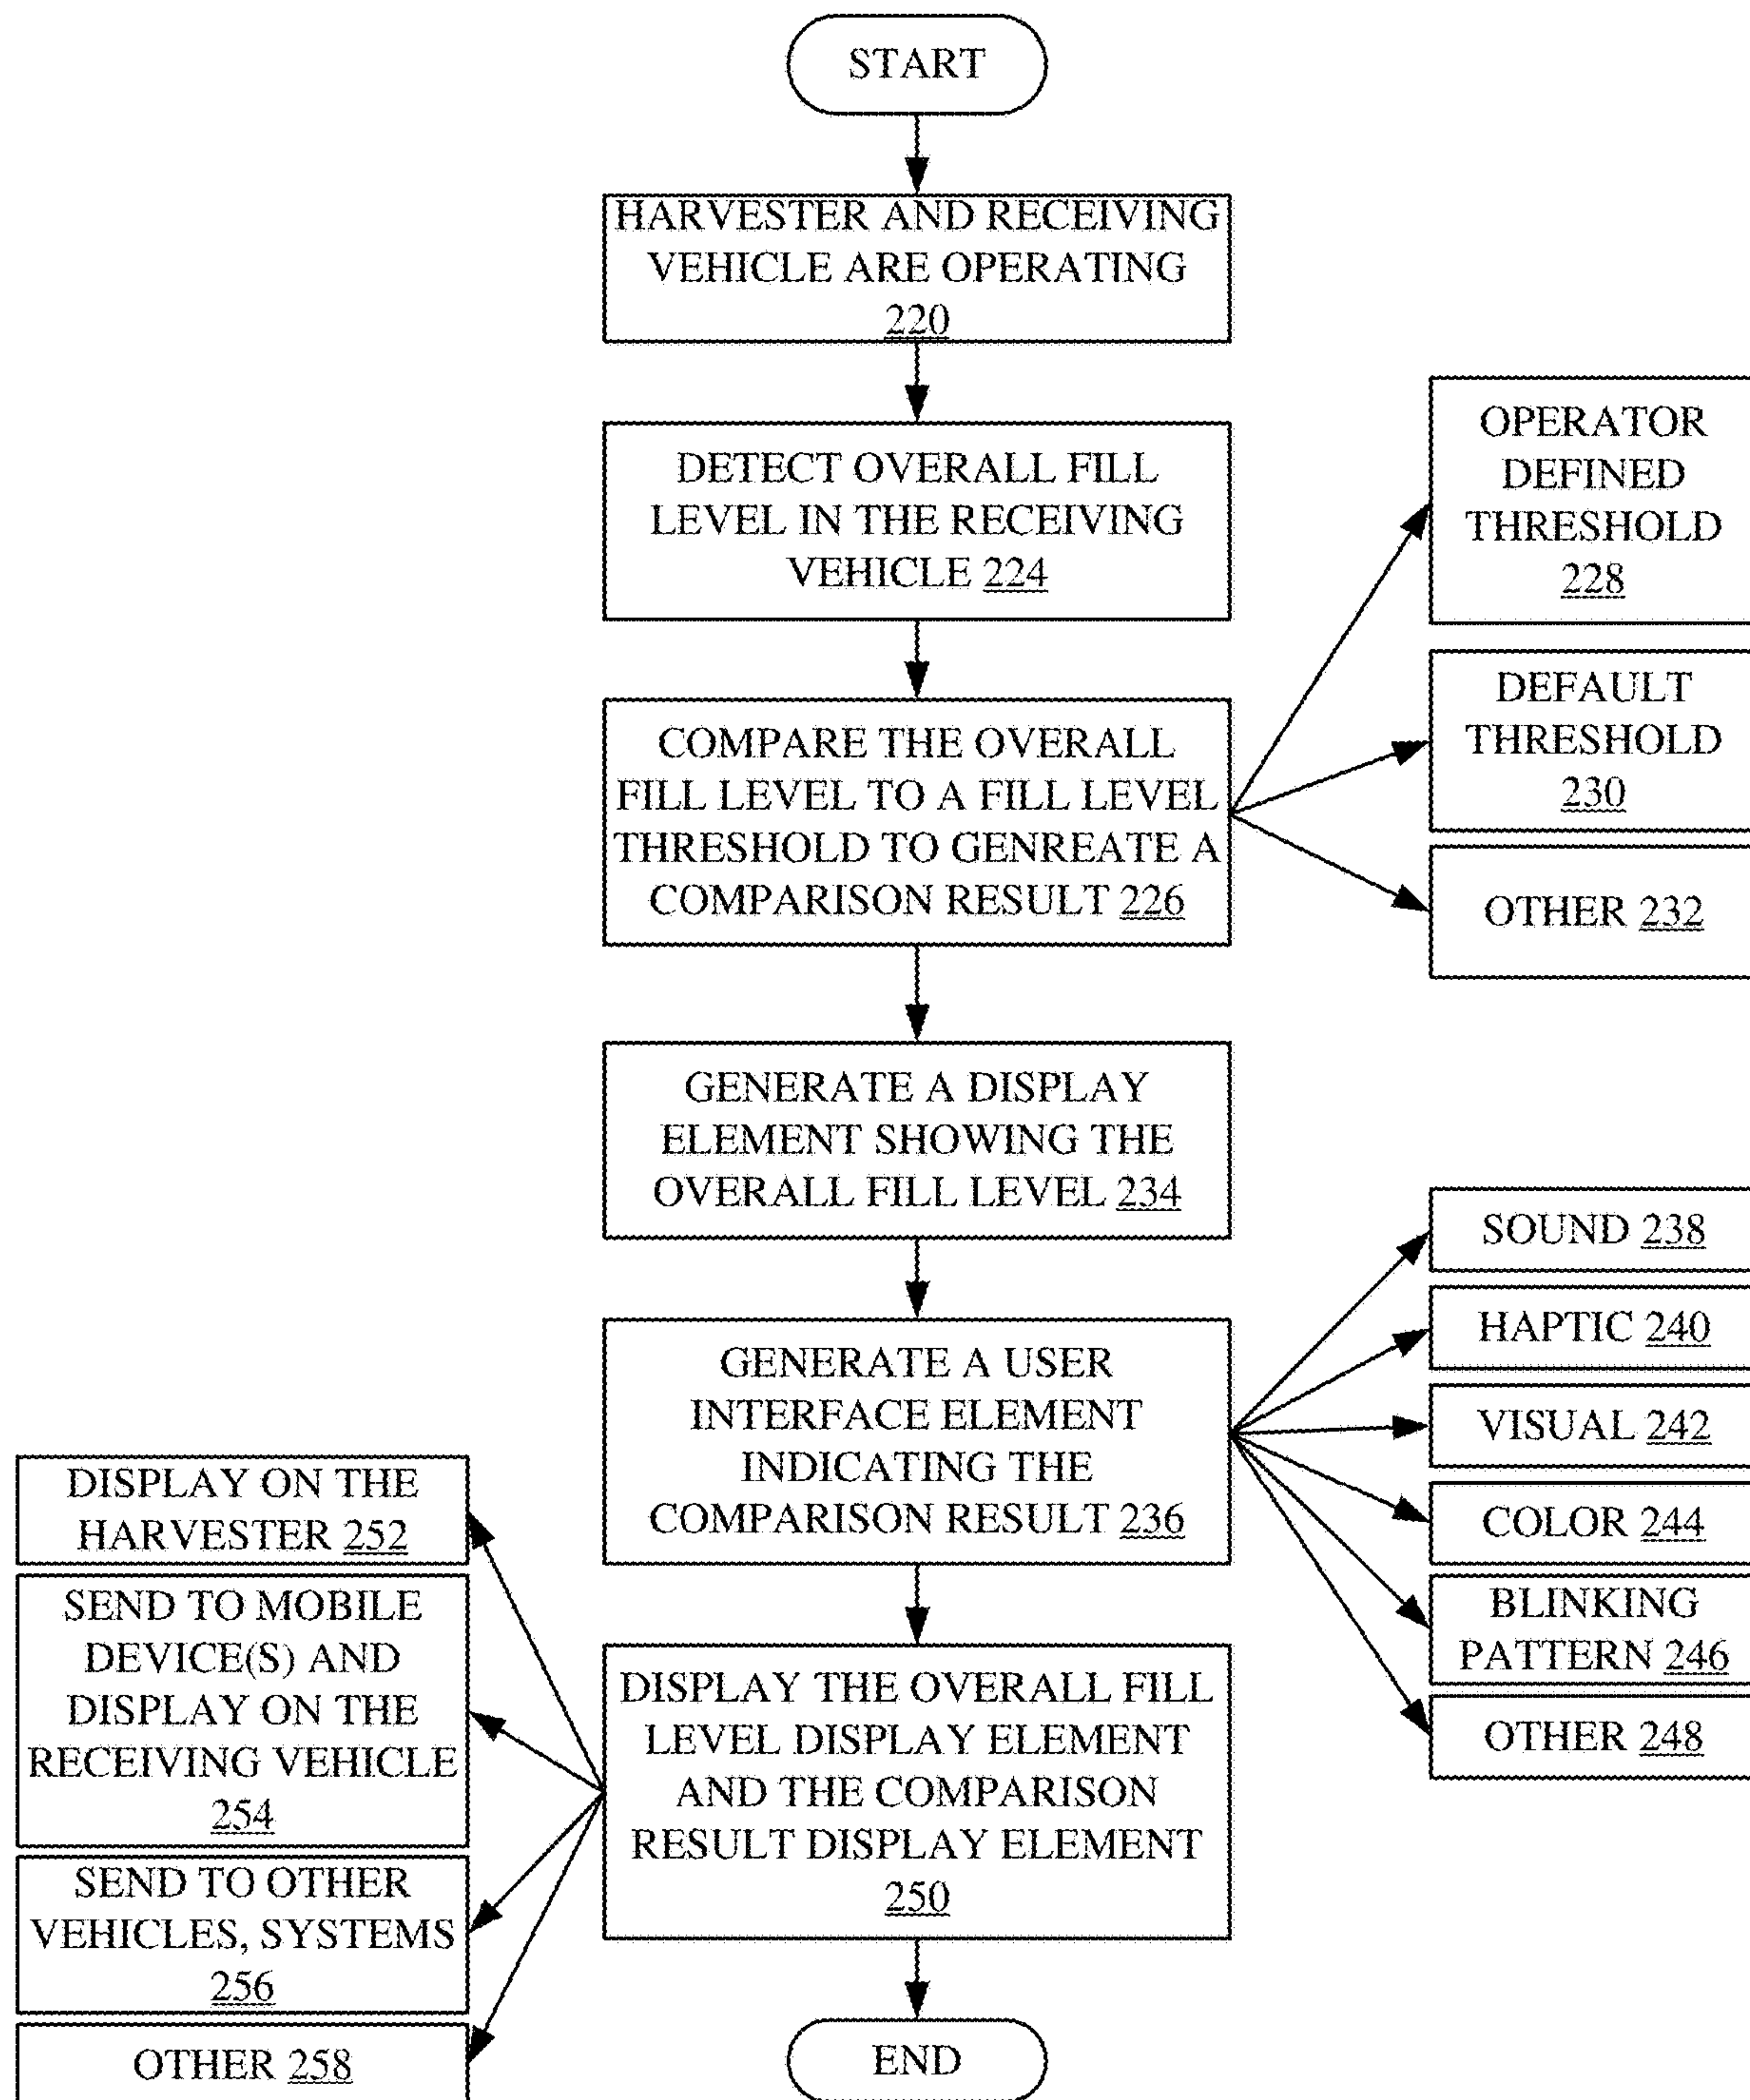 START
HARVESTER AND RECEIVING
VEHICLE ARE OPERATING
220
DETECT OVERALL FILL
LEVEL IN THE RECEIVING
VEHICLE 224
COMPARE THE OVERALL
FILL LEVEL TO A FILL LEVEL
THRESHOLD TO GENREATE A
COMPARISON RESULT 226
OPERATOR
DEFINED
THRESHOLD
228
DEFAULT
THRESHOLD
230
OTHER 232
GENERATE A DISPLAY
ELEMENT SHOWING THE
OVERALL FILL LEVEL 234
GENERATE A USER
INTERFACE ELEMENT
INDICATING THE
COMPARISON RESULT 236
SOUND 238
HAPTIC 240
VISUAL 242
COLOR 244
BLINKING
PATTERN 246
OTHER 248
DISPLAY THE OVERALL FILL
LEVEL DISPLAY ELEMENT
AND THE COMPARISON
RESULT DISPLAY ELEMENT
250
DISPLAY ON THE
HARVESTER 252
SEND TO MOBILE
DEVICE(S) AND
DISPLAY ON THE
RECEIVING VEHICLE
254
SEND TO OTHER
VEHICLES, SYSTEMS
256
OTHER 258
END